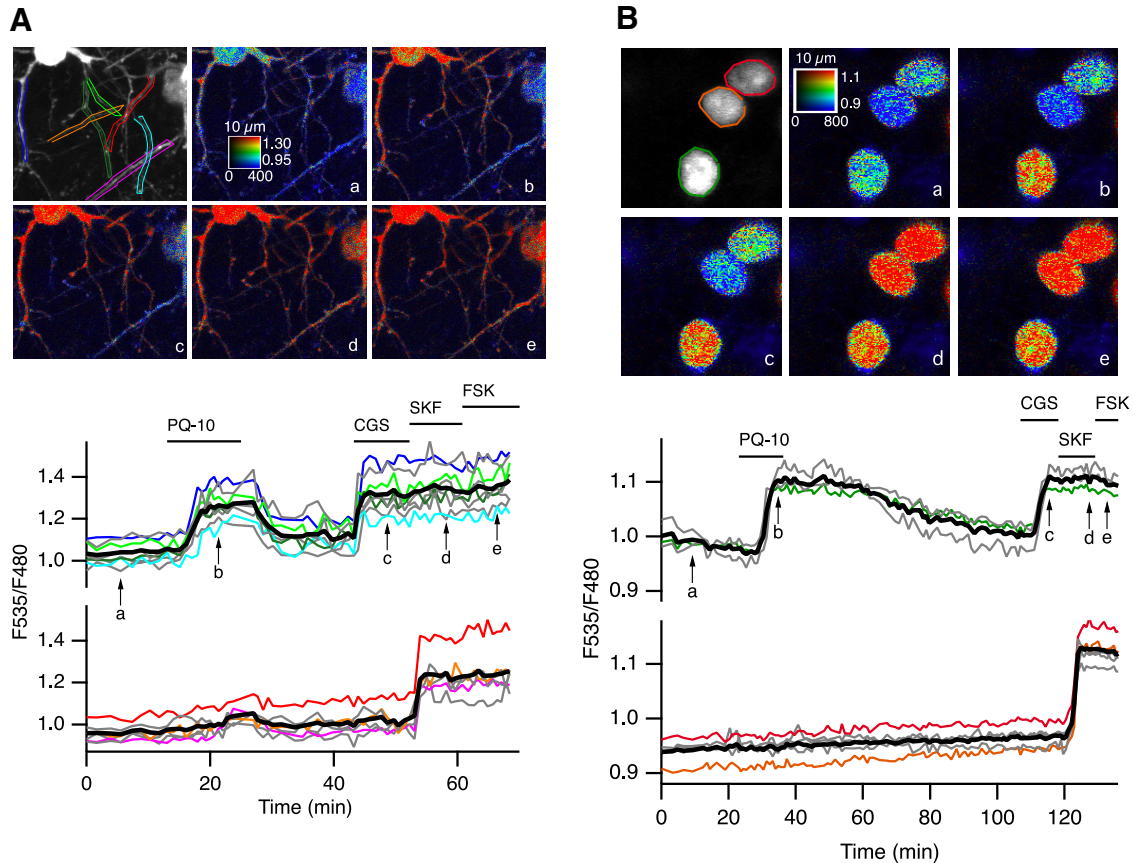 A
10 µm
1.30
0.95
0 400
a
b
c
d
e
FSK
SKF
PQ-10
CGS
F535/F480
1.4
1.2
1.0
a
b
c
d
e
1.4
1.2
1.0
0
20
40
60
Time (min)
B
10 µm
1.1
0.9
0 800
a
b
c
d
e
CGS
FSK
PQ-10
SKF
F535/F480
1.1
1.0
0.9
a
b
c
d
e
1.1
1.0
0.9
0
20
40
60
80
100
120
Time (min)